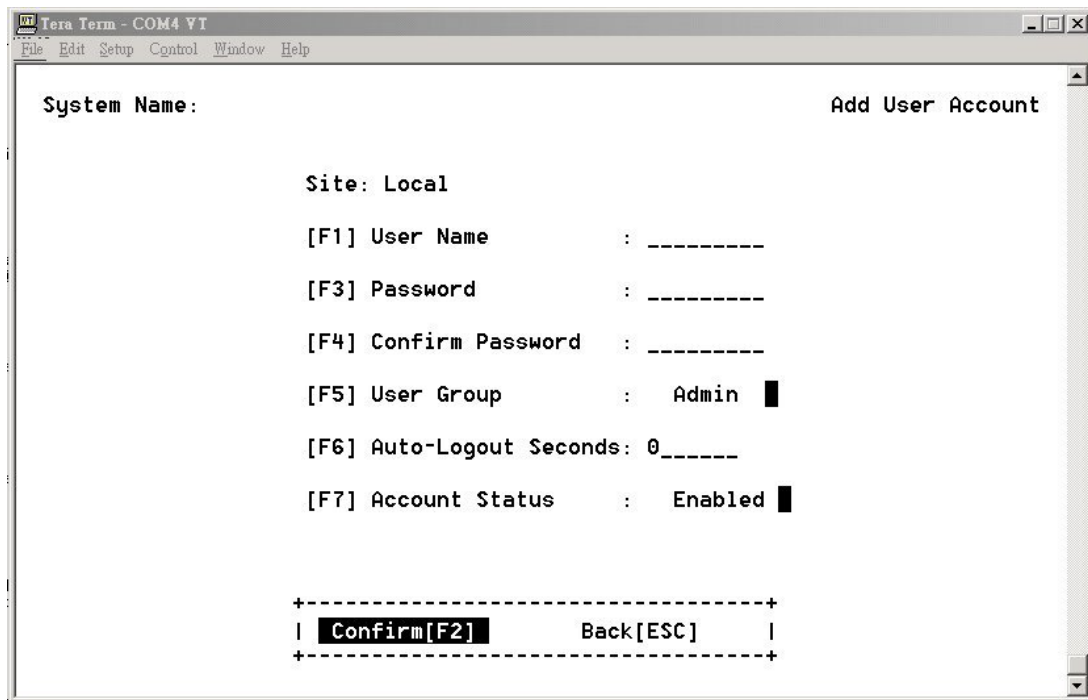 Tera Term - COM4 VT
File Edit Setup Control Window Help
System Name: Add User Account
Site: Local
[F1] User Name : _________
[F3] Password : _________
[F4] Confirm Password : _________
[F5] User Group : Admin
[F6] Auto-Logout Seconds: 0______
[F7] Account Status : Enabled
+-----------------------------------+
| Confirm[F2] Back[ESC] |
+-----------------------------------+